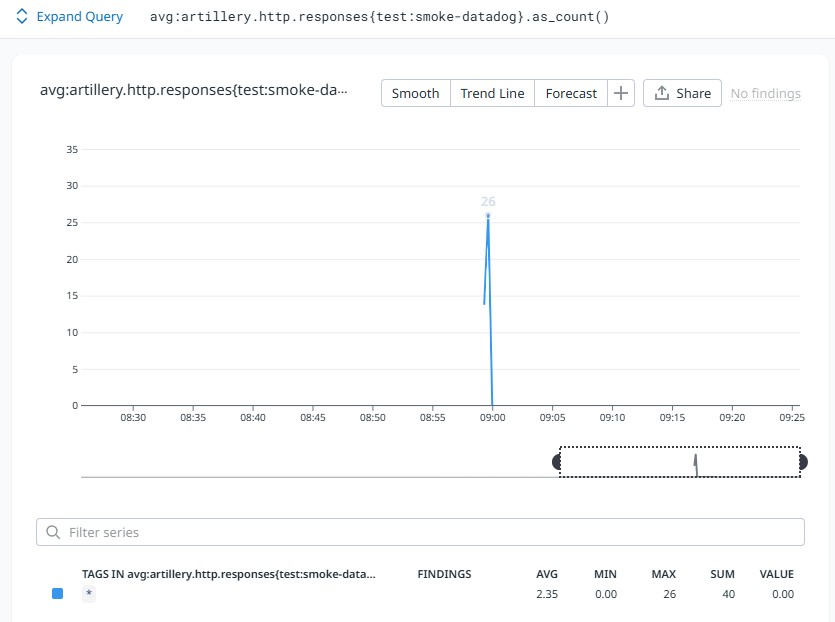 Expand Query avg:artillery.http.responses{test:smoke-datadog}.as_count()
avg:artillery.http.responses{test:smoke-da... Smooth Trend Line Forecast Share No findings
35
30
26
25
20
15
10
5
0
08:30 08:35 08:40 08:45 08:50 08:55 09:00 09:05 09:10 09:15 09:20 09:25
Filter series
TAGS IN avg:artillery.http.responses{test:smoke-data... FINDINGS AVG MIN MAX SUM VALUE
* 2.35 0.00 26 40 0.00